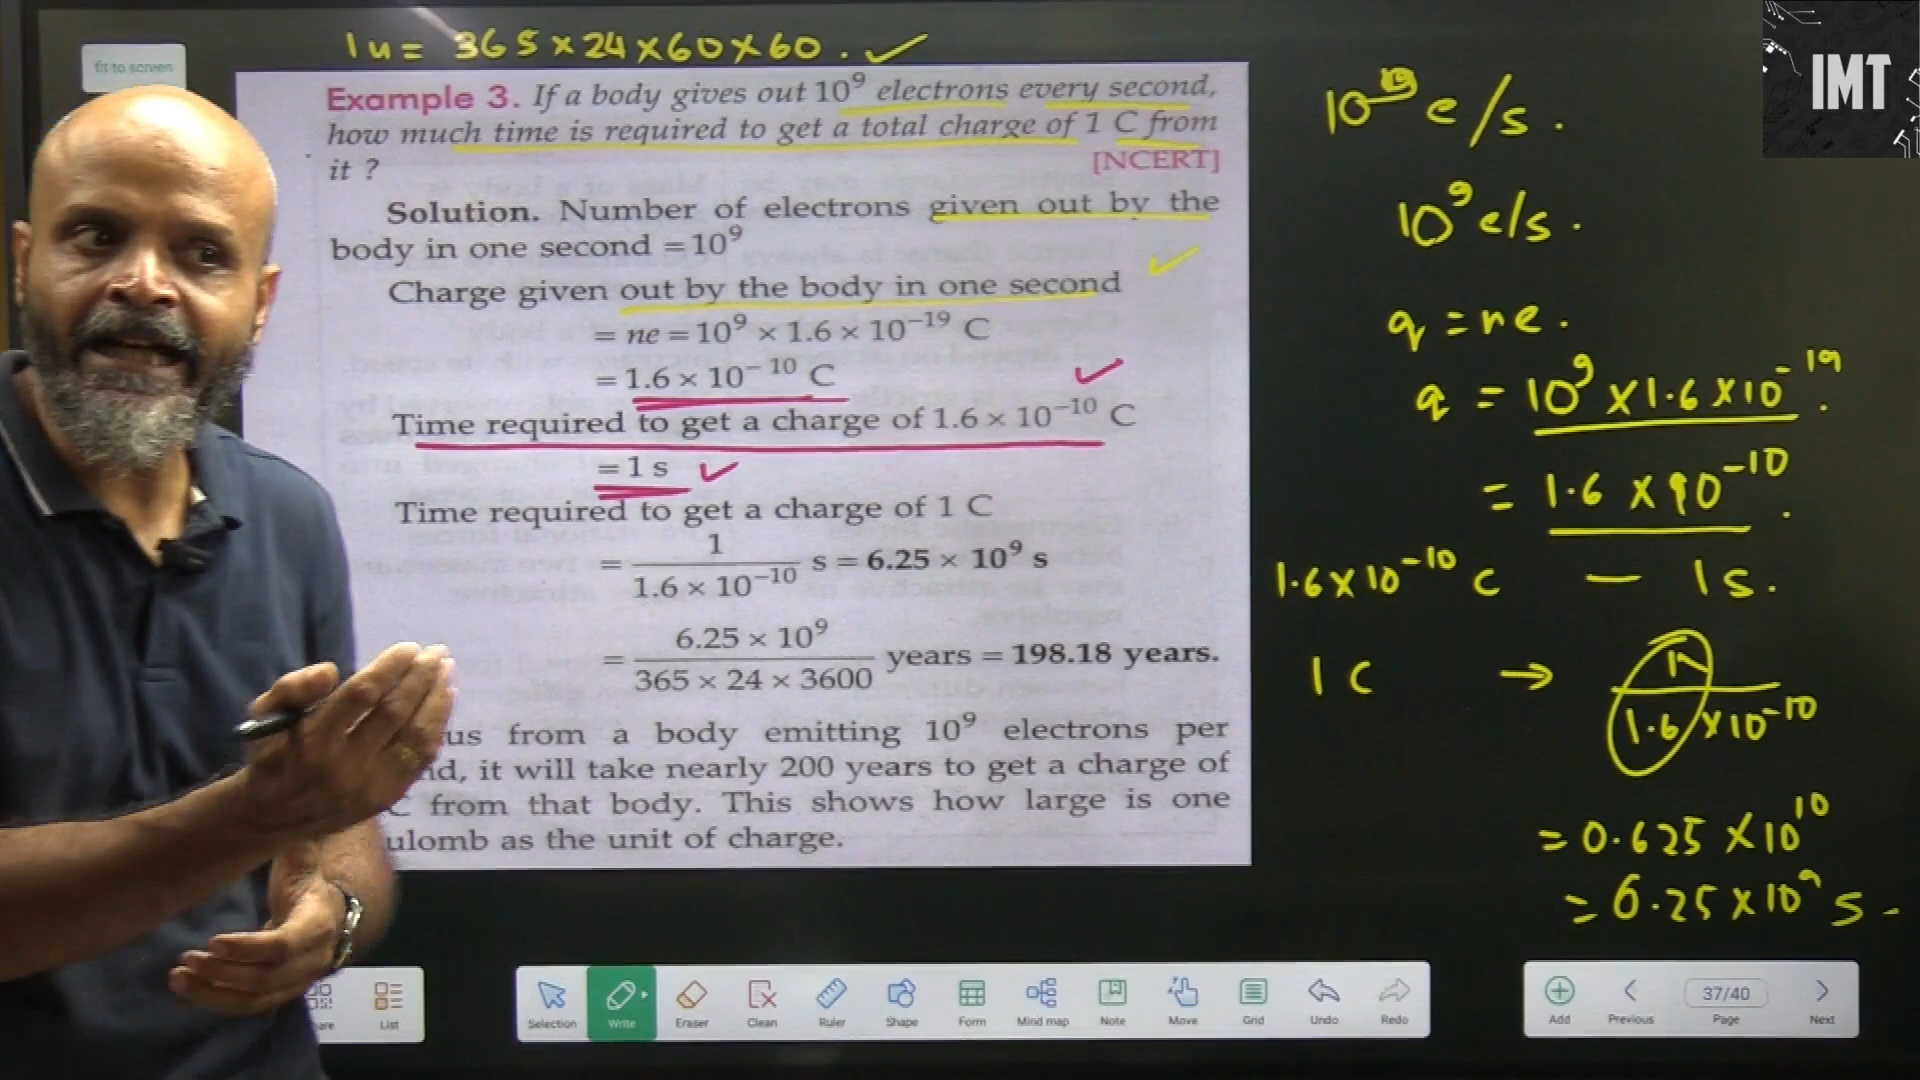 1u = 365×24×60×60. ✓
fit to screen
IMT
Example 3. If a body gives out 10⁹ electrons every second,
how much time is required to get a total charge of 1 C from
it ?
[NCERT]
Solution. Number of electrons given out by the
body in one second = 10⁹
Charge given out by the body in one second
= ne = 10⁹ × 1.6 × 10⁻¹⁹ C
= 1.6 × 10⁻¹⁰ C
Time required to get a charge of 1.6 × 10⁻¹⁰ C
= 1 s
Time required to get a charge of 1 C
= 1 / 1.6 × 10⁻¹⁰ s = 6.25 × 10⁹ s
= 6.25 × 10⁹ / 365 × 24 × 3600 years = 198.18 years.
us from a body emitting 10⁹ electrons per
nd, it will take nearly 200 years to get a charge of
C from that body. This shows how large is one
ulomb as the unit of charge.
e/s.
10⁹ e/s.
q = ne.
q = 10⁹ × 1.6 × 10⁻¹⁹.
= 1.6 × 10⁻¹⁰.
1.6 × 10⁻¹⁰ C — 1s.
1 C → 1 / 1.6 × 10⁻¹⁰
= 0.625 × 10¹⁰
= 6.25 × 10⁹ s -
are List
Selection Write Eraser Clean Ruler Shape Form Mind map Note Move Grid Undo Redo
37/40
Add Previous Page Next